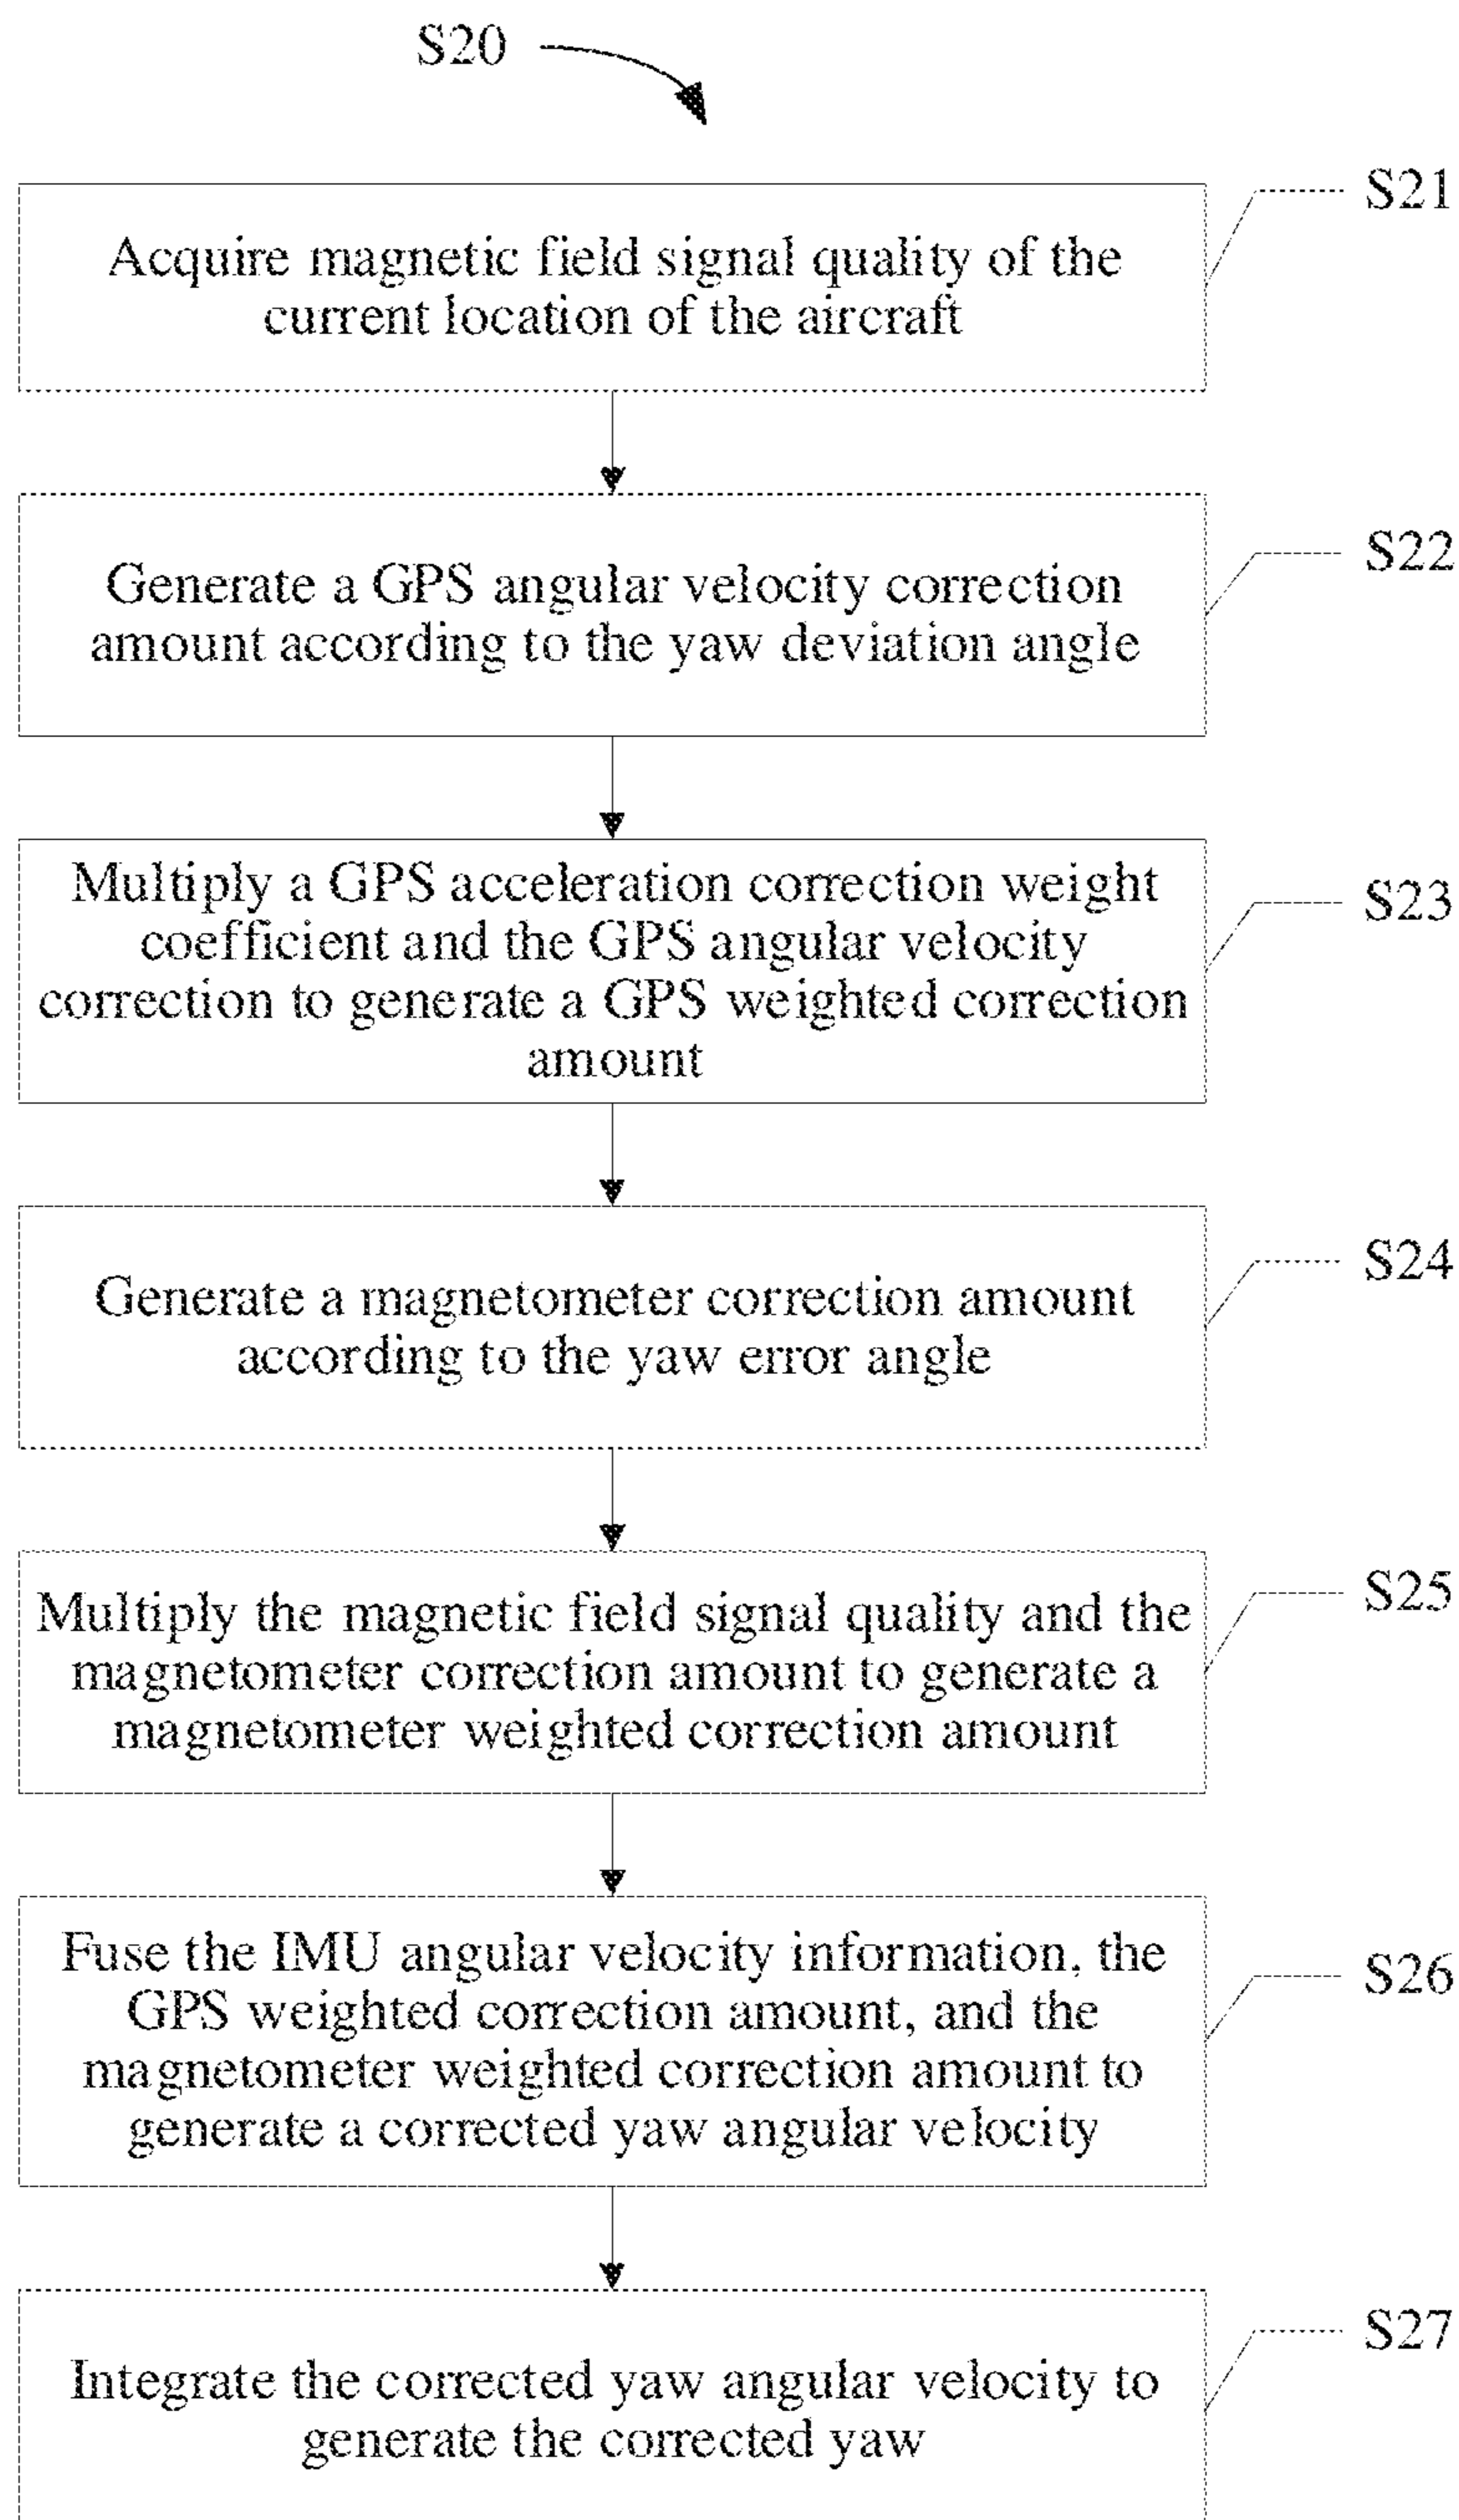 S20
S21
Acquire magnetic field signal quality of the
current location of the aircraft
S22
Generate a GPS angular velocity correction
amount according to the yaw deviation angle
S23
Multiply a GPS acceleration correction weight
coefficient and the GPS angular velocity
correction to generate a GPS weighted correction
amount
S24
Generate a magnetometer correction amount
according to the yaw error angle
S25
Multiply the magnetic field signal quality and the
magnetometer correction amount to generate a
magnetometer weighted correction amount
S26
Fuse the IMU angular velocity information, the
GPS weighted correction amount, and the
magnetometer weighted correction amount to
generate a corrected yaw angular velocity
S27
Integrate the corrected yaw angular velocity to
generate the corrected yaw